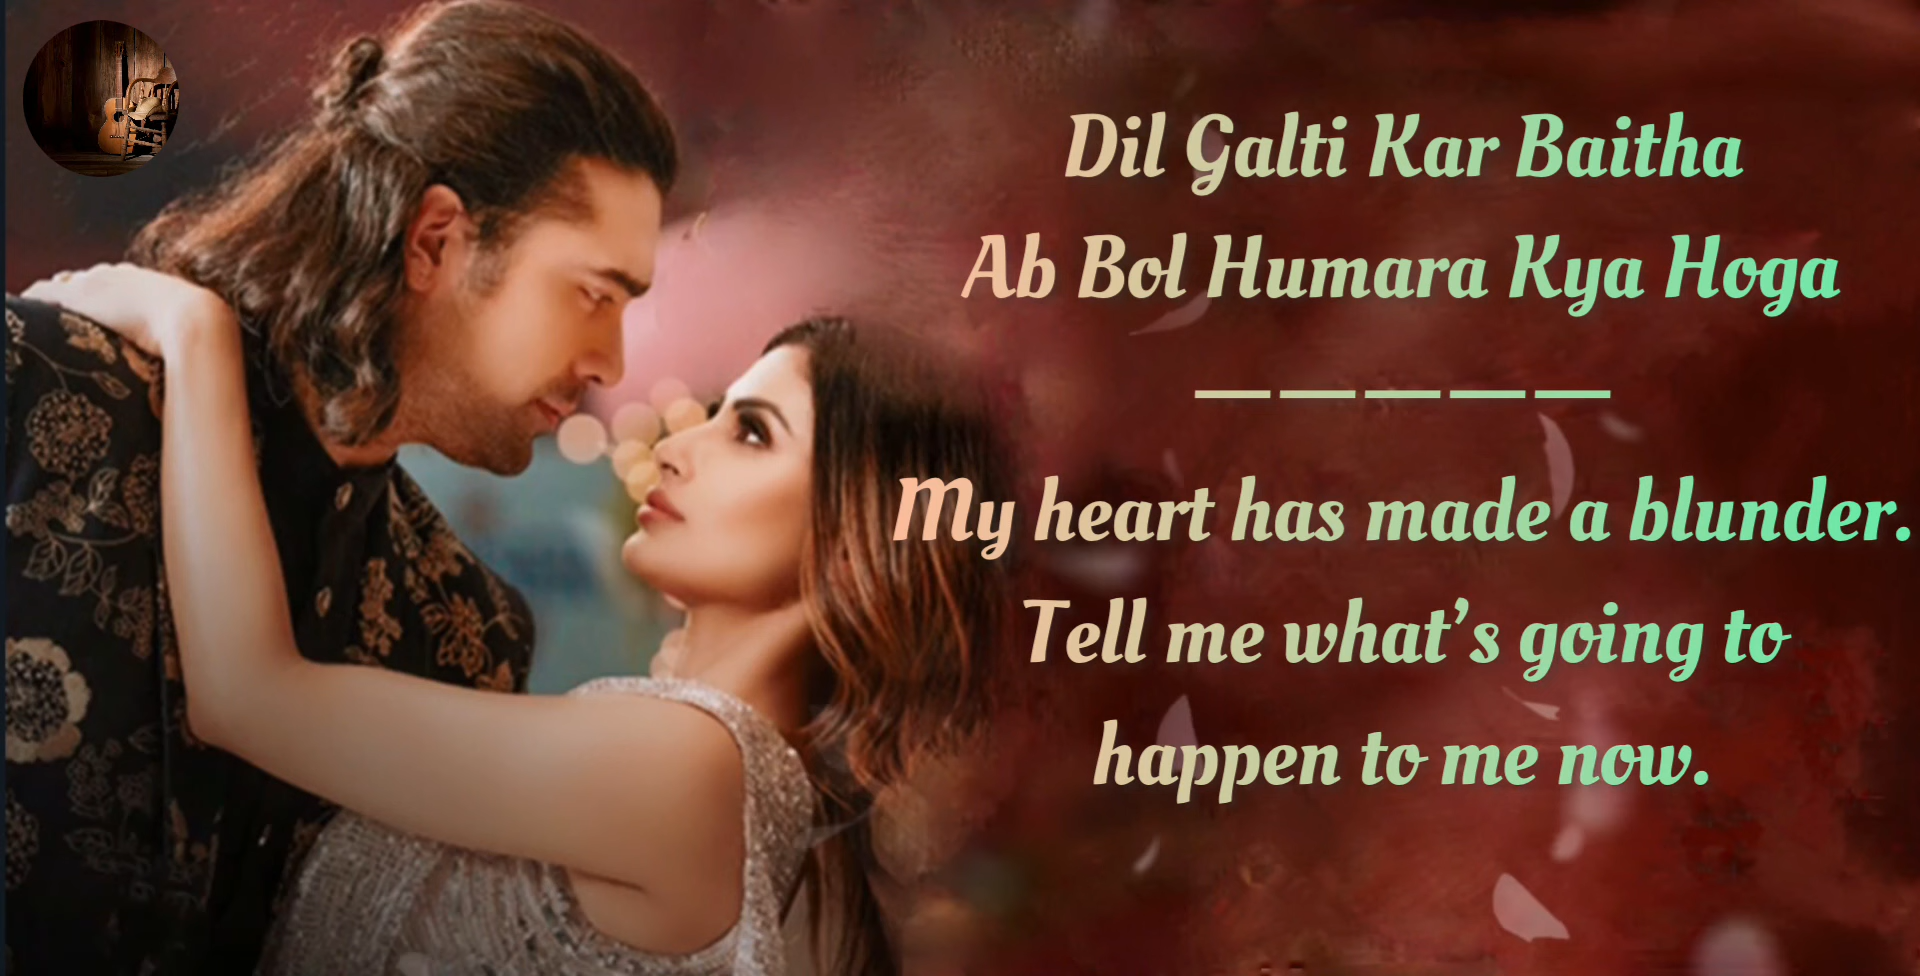 Dil Galti Kar Baitha
Ab Bol Humara Kya Hoga
— — — — —
My heart has made a blunder.
Tell me what’s going to
happen to me now.